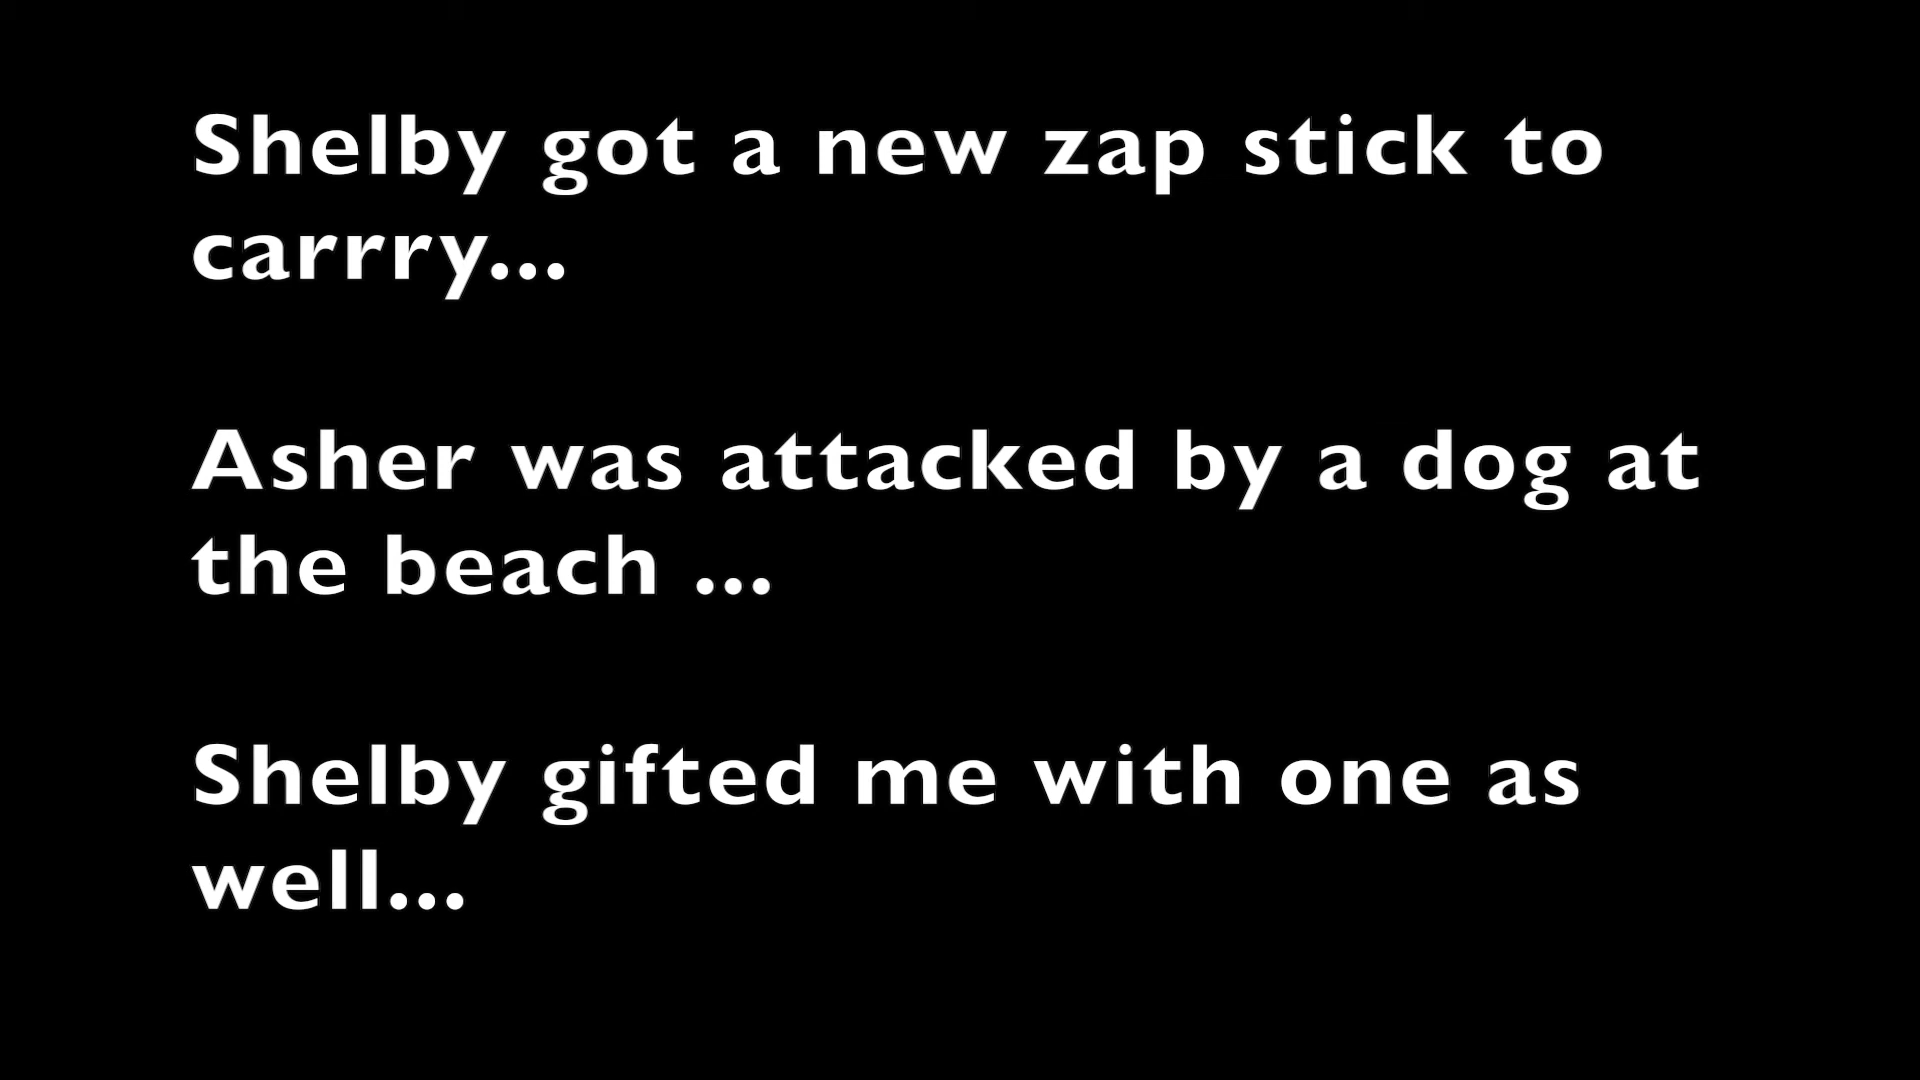 Shelby got a new zap stick to
carrry...
Asher was attacked by a dog at
the beach ...
Shelby gifted me with one as
well...